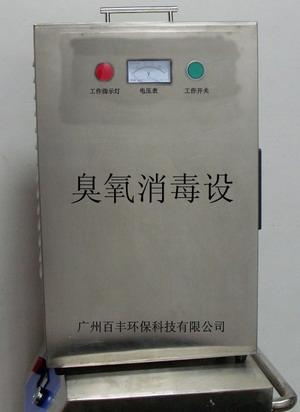 工作指示灯 电压表 工作开关
臭氧消毒设
广州百丰环保科技有限公司